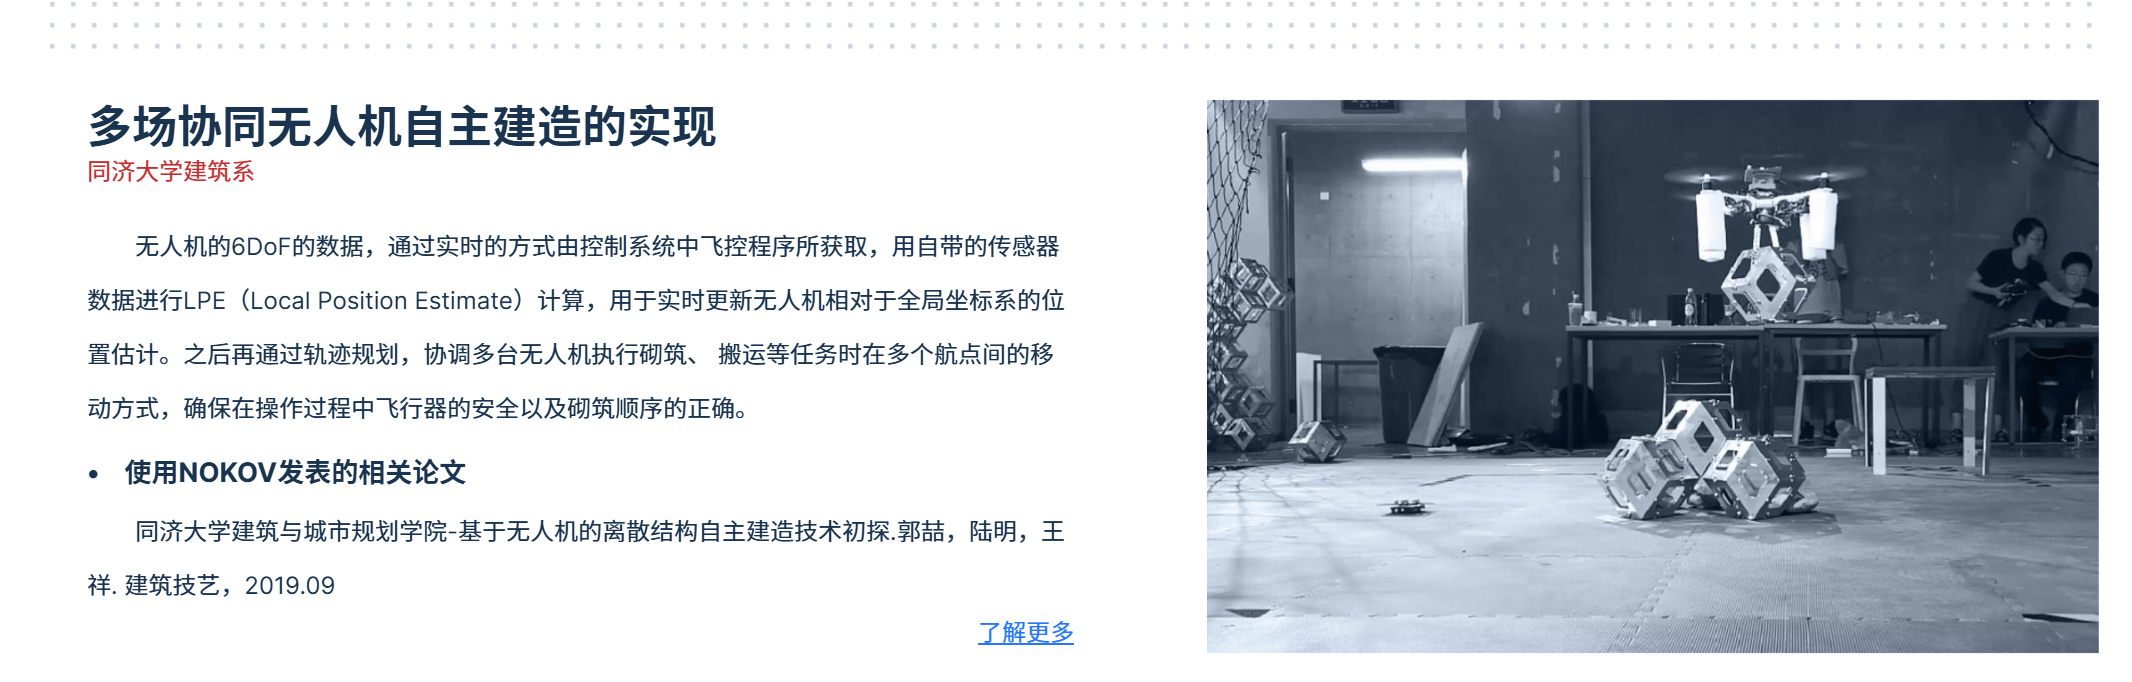 多场协同无人机自主建造的实现
同济大学建筑系
无人机的6DoF的数据，通过实时的方式由控制系统中飞控程序所获取，用自带的传感器
数据进行LPE（Local Position Estimate）计算，用于实时更新无人机相对于全局坐标系的位
置估计。之后再通过轨迹规划，协调多台无人机执行砌筑、 搬运等任务时在多个航点间的移
动方式，确保在操作过程中飞行器的安全以及砌筑顺序的正确。
• 使用NOKOV发表的相关论文
同济大学建筑与城市规划学院-基于无人机的离散结构自主建造技术初探.郭喆，陆明，王
祥. 建筑技艺，2019.09
了解更多